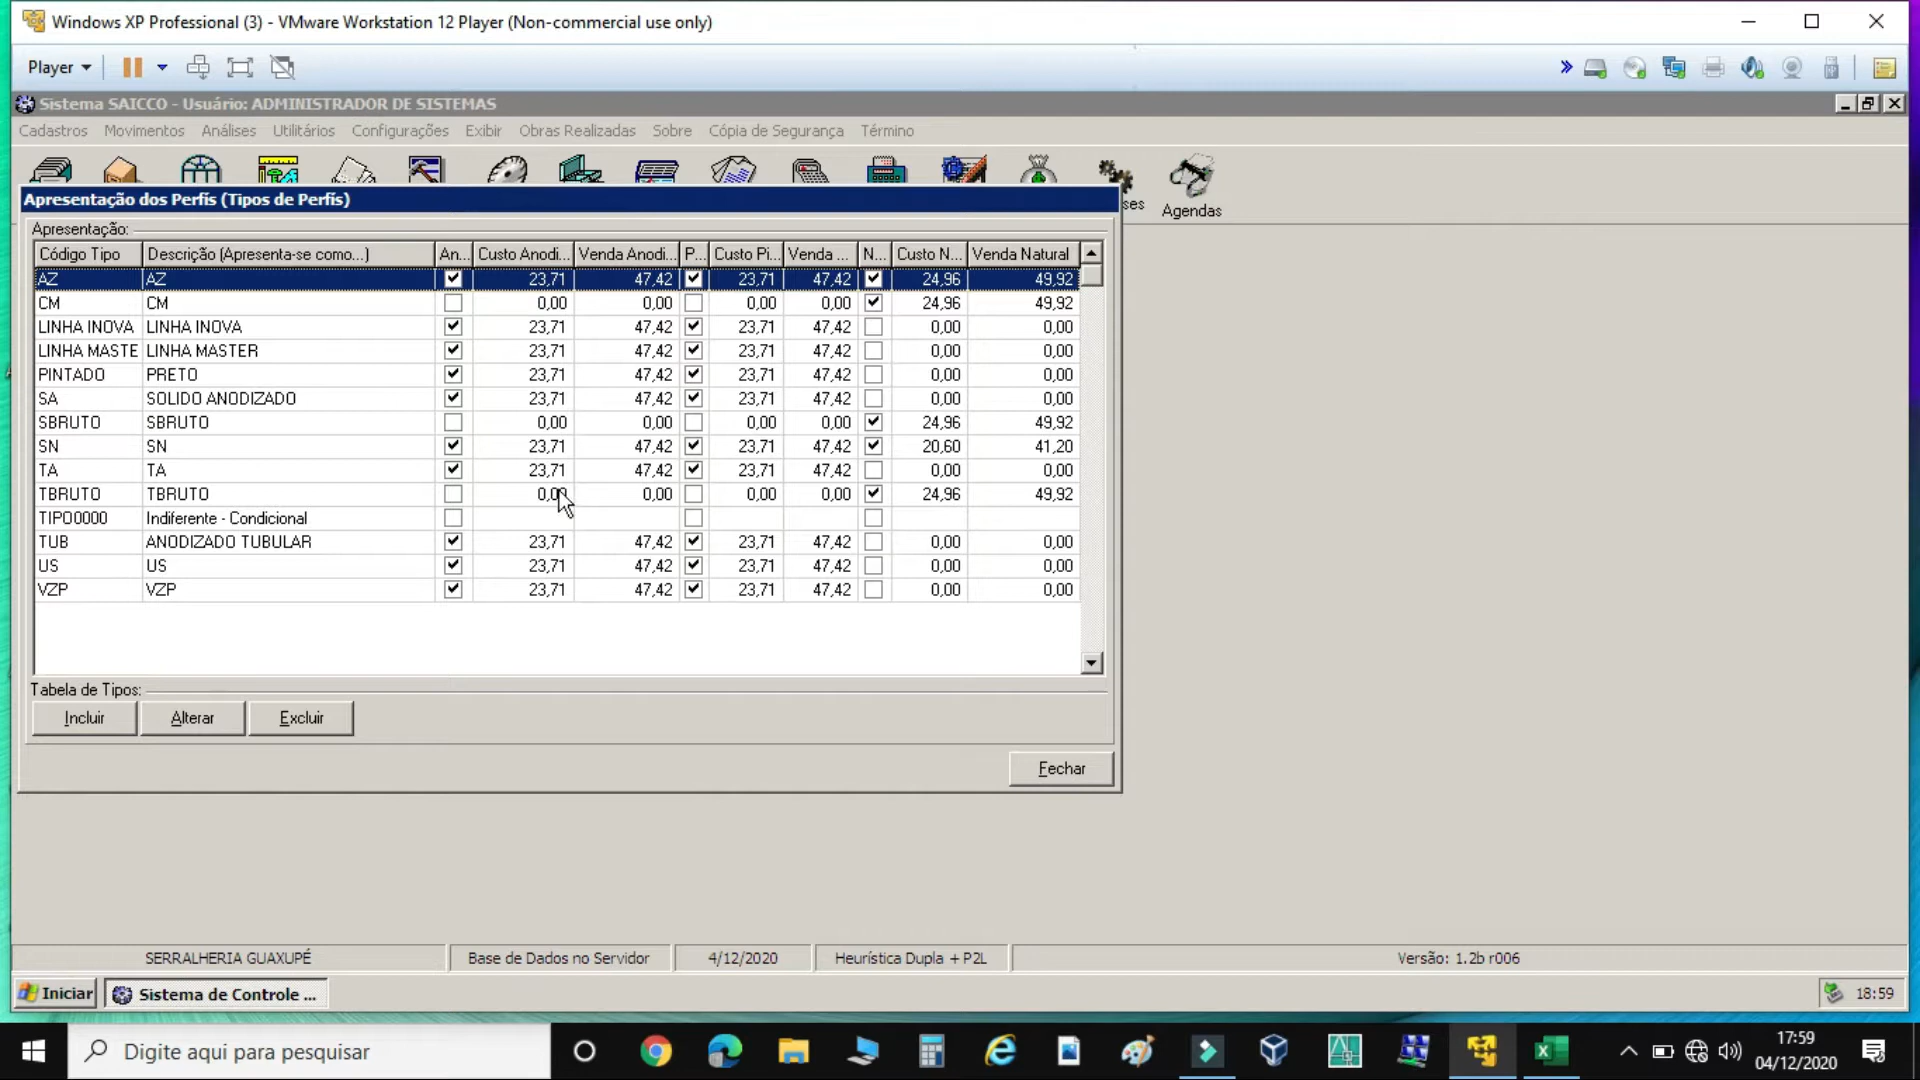 Windows XP Professional (3) - VMware Workstation 12 Player (Non-commercial use only)
Player
Sistema SAICCO - Usuário: ADMINISTRADOR DE SISTEMAS
Cadastros Movimentos Análises Utilitários Configurações Exibir Obras Realizadas Sobre Cópia de Segurança Término
ses Agendas
Apresentação dos Perfis (Tipos de Perfis)
Apresentação:
Código Tipo Descrição (Apresenta-se como...) An... Custo Anodi... Venda Anodi... P... Custo Pi... Venda ... N... Custo N... Venda Natural
AZ AZ 23,71 47,42 23,71 47,42 24,96 49,92
CM CM 0,00 0,00 0,00 0,00 24,96 49,92
LINHA INOVA LINHA INOVA 23,71 47,42 23,71 47,42 0,00 0,00
LINHA MASTE LINHA MASTER 23,71 47,42 23,71 47,42 0,00 0,00
PINTADO PRETO 23,71 47,42 23,71 47,42 0,00 0,00
SA SOLIDO ANODIZADO 23,71 47,42 23,71 47,42 0,00 0,00
SBRUTO SBRUTO 0,00 0,00 0,00 0,00 24,96 49,92
SN SN 23,71 47,42 23,71 47,42 20,60 41,20
TA TA 23,71 47,42 23,71 47,42 0,00 0,00
TBRUTO TBRUTO 0,00 0,00 0,00 0,00 24,96 49,92
TIPO0000 Indiferente - Condicional
TUB ANODIZADO TUBULAR 23,71 47,42 23,71 47,42 0,00 0,00
US US 23,71 47,42 23,71 47,42 0,00 0,00
VZP VZP 23,71 47,42 23,71 47,42 0,00 0,00
Tabela de Tipos:
Incluir Alterar Excluir
Fechar
SERRALHERIA GUAXUPÉ Base de Dados no Servidor 4/12/2020 Heurística Dupla + P2L Versão: 1.2b r006
Iniciar Sistema de Controle ... 18:59
Digite aqui para pesquisar 17:59
04/12/2020